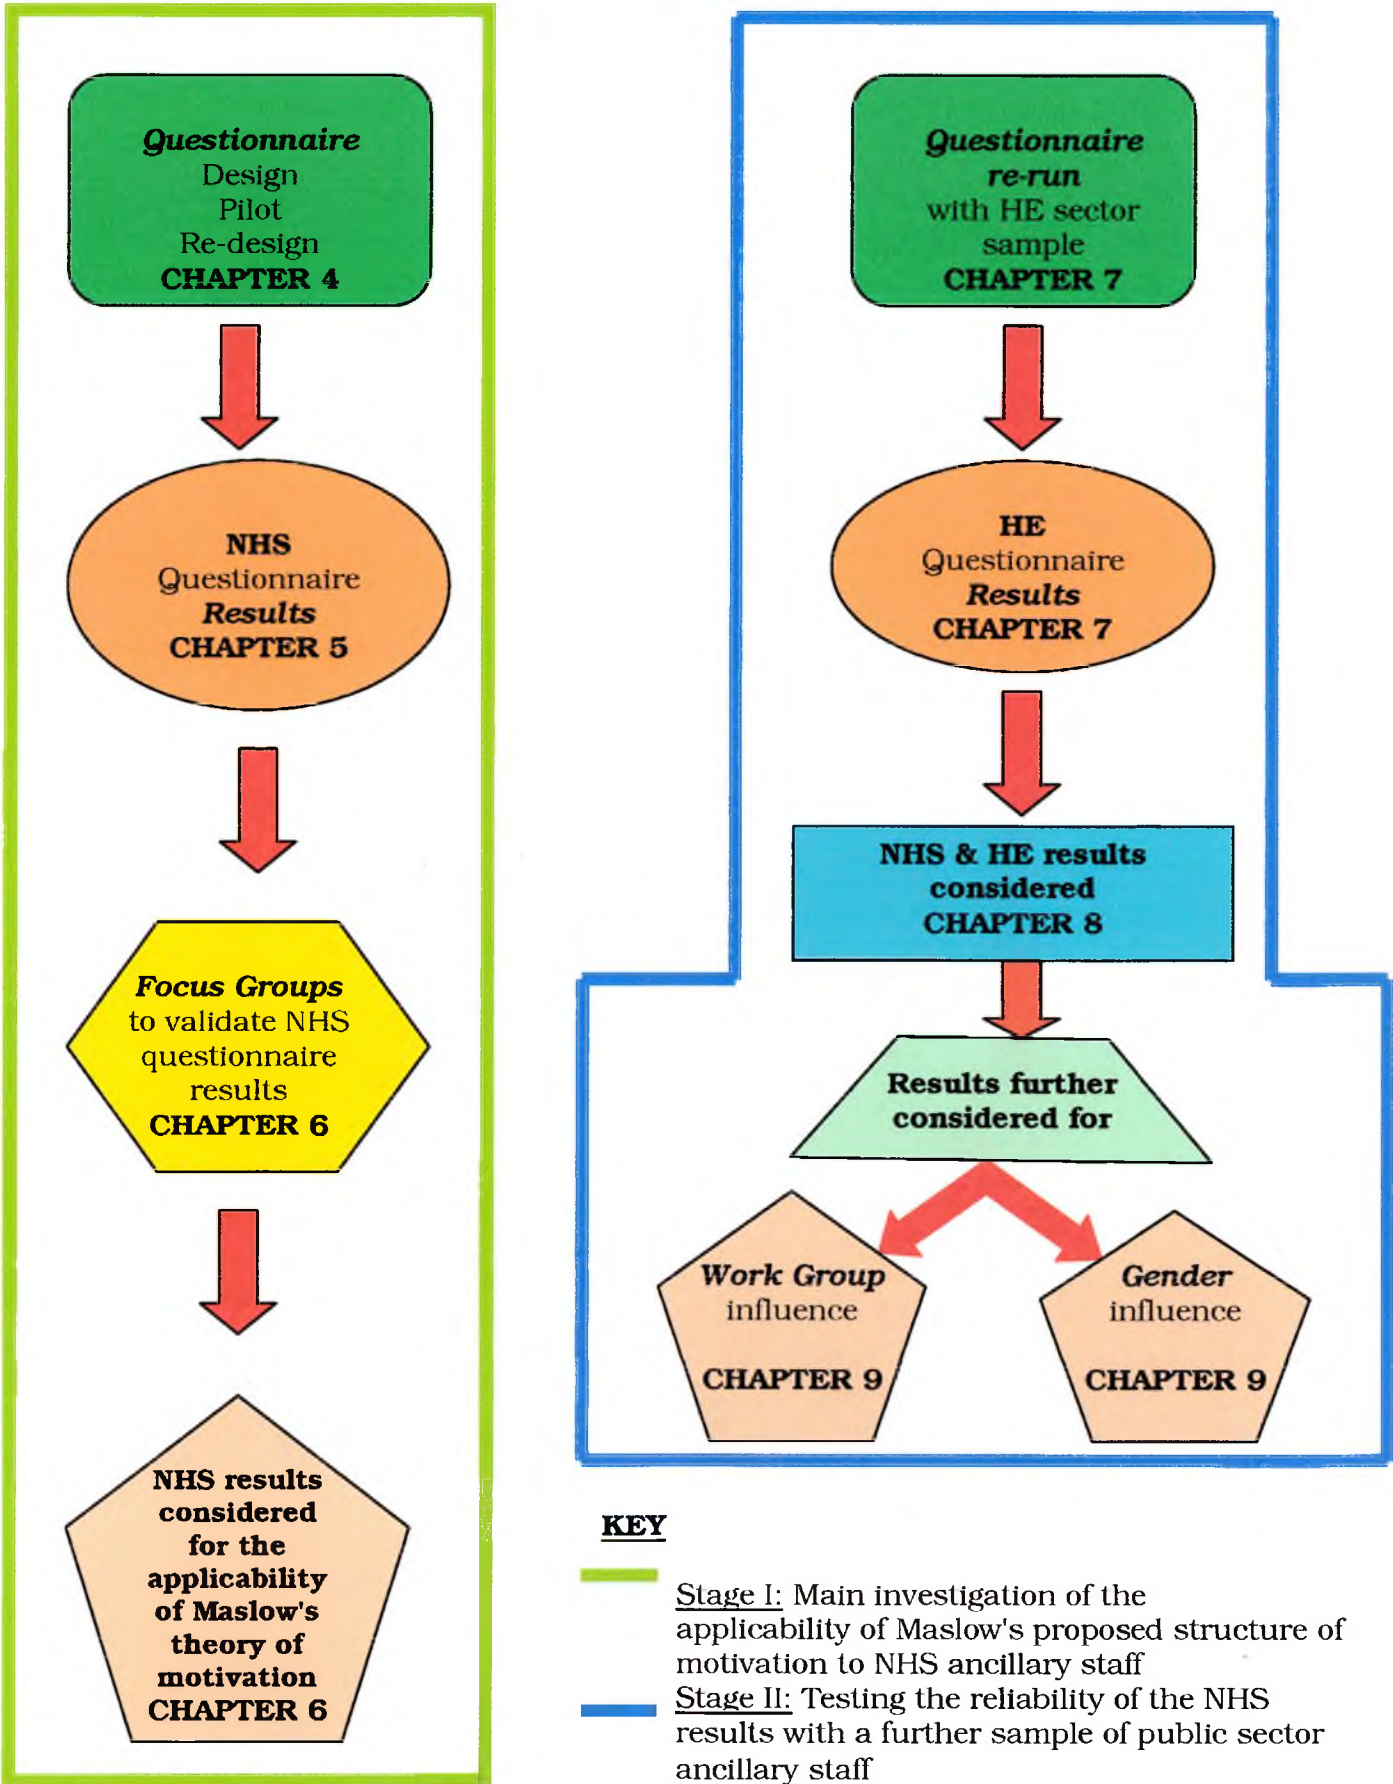 Questionnaire
Design
Pilot
Re-design
CHAPTER 4
NHS
Questionnaire
Results
CHAPTER 5
Focus Groups
to validate NHS
questionnaire
results
CHAPTER 6
NHS results
considered
for the
applicability
of Maslow's
theory of
motivation
CHAPTER 6
Questionnaire
re-run
with HE sector
sample
CHAPTER 7
HE
Questionnaire
Results
CHAPTER 7
NHS & HE results
considered
CHAPTER 8
Results further
considered for
Work Group
influence
CHAPTER 9
Gender
influence
CHAPTER 9
KEY
Stage I: Main investigation of the
applicability of Maslow's proposed structure of
motivation to NHS ancillary staff
Stage II: Testing the reliability of the NHS
results with a further sample of public sector
ancillary staff